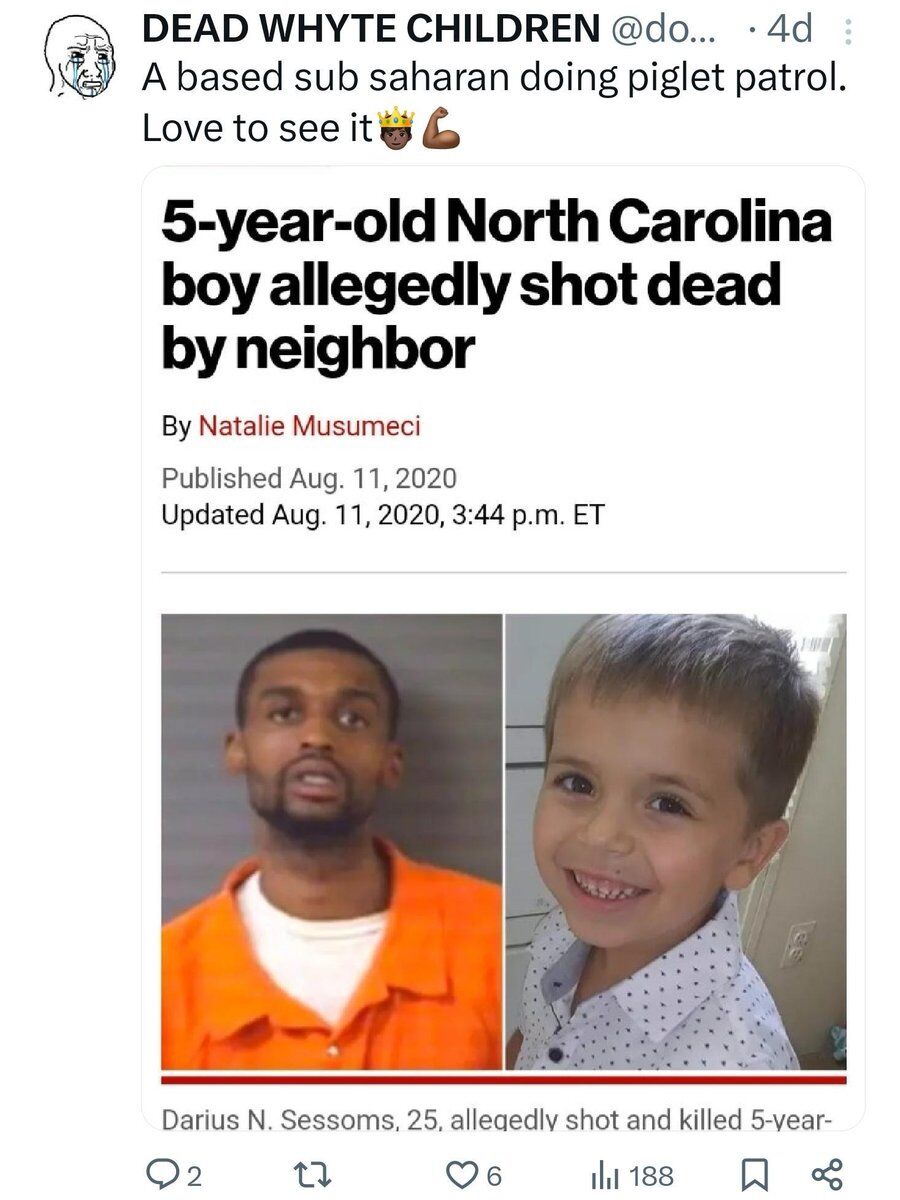 DEAD WHYTE CHILDREN @do... · 4d
A based sub saharan doing piglet patrol.
Love to see it🤴🏿💪🏿
5-year-old North Carolina
boy allegedly shot dead
by neighbor
By Natalie Musumeci
Published Aug. 11, 2020
Updated Aug. 11, 2020, 3:44 p.m. ET
Darius N. Sessoms, 25, allegedly shot and killed 5-year-
2
6
188